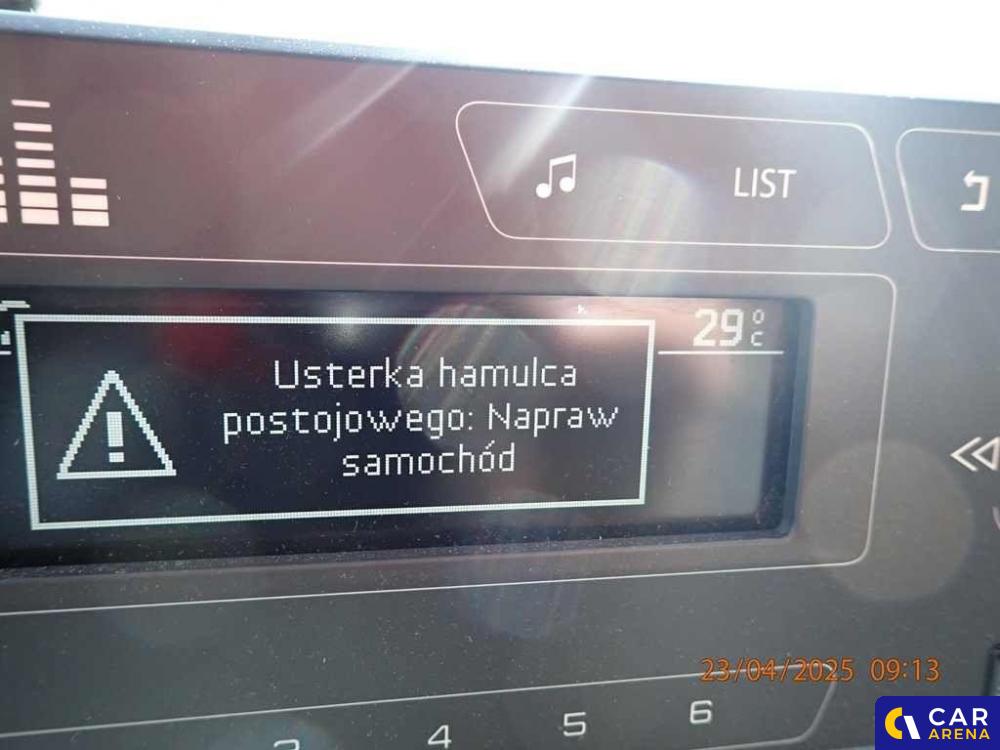 LIST
29°C
Usterka hamulca
postojowego: Napraw
samochód
23/04/2025 09:13
4 5 6
CAR
ARENA